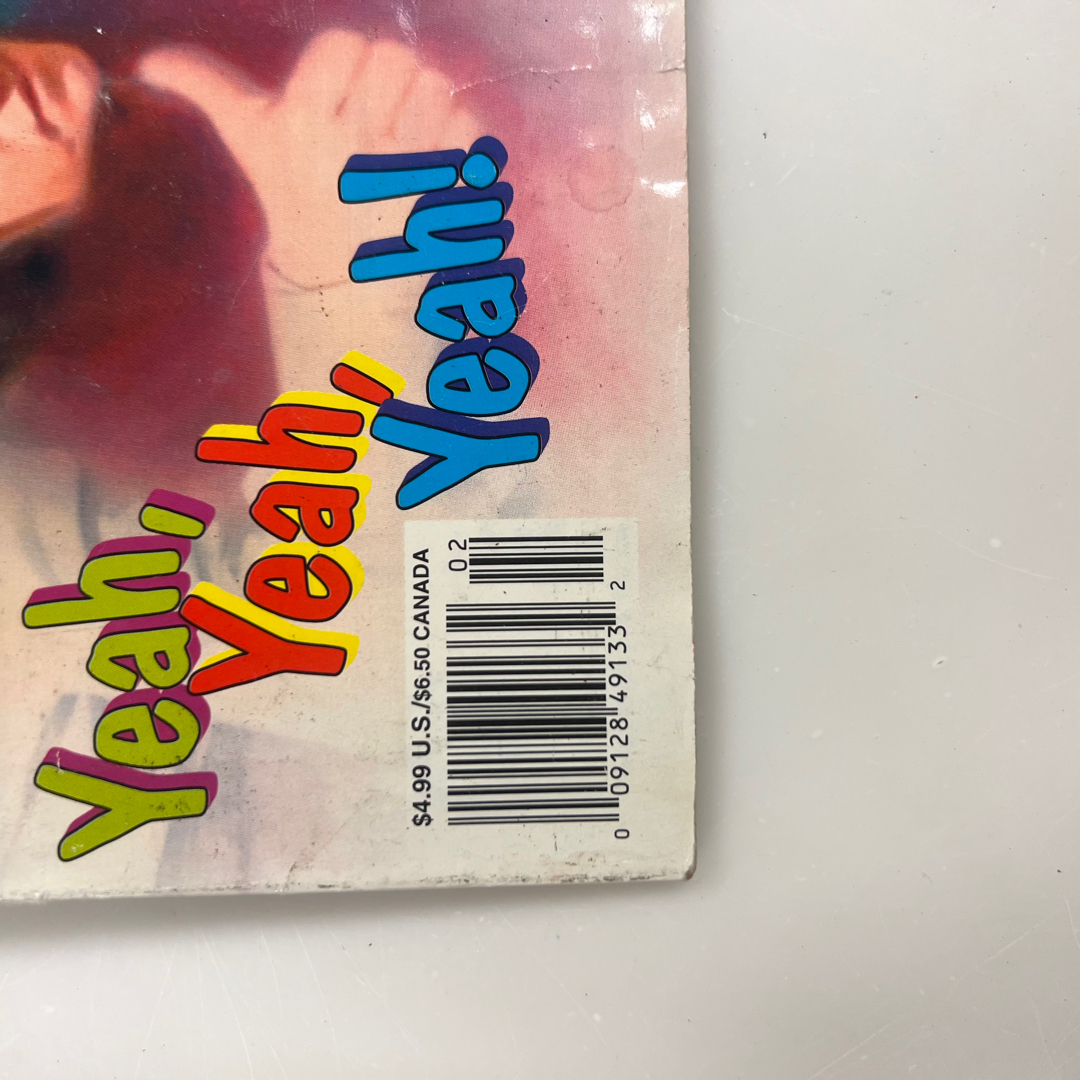 Yeah,
Yeah,
Yeah!
$4.99 U.S./$6.50 CANADA
02
0 09128 49133 2